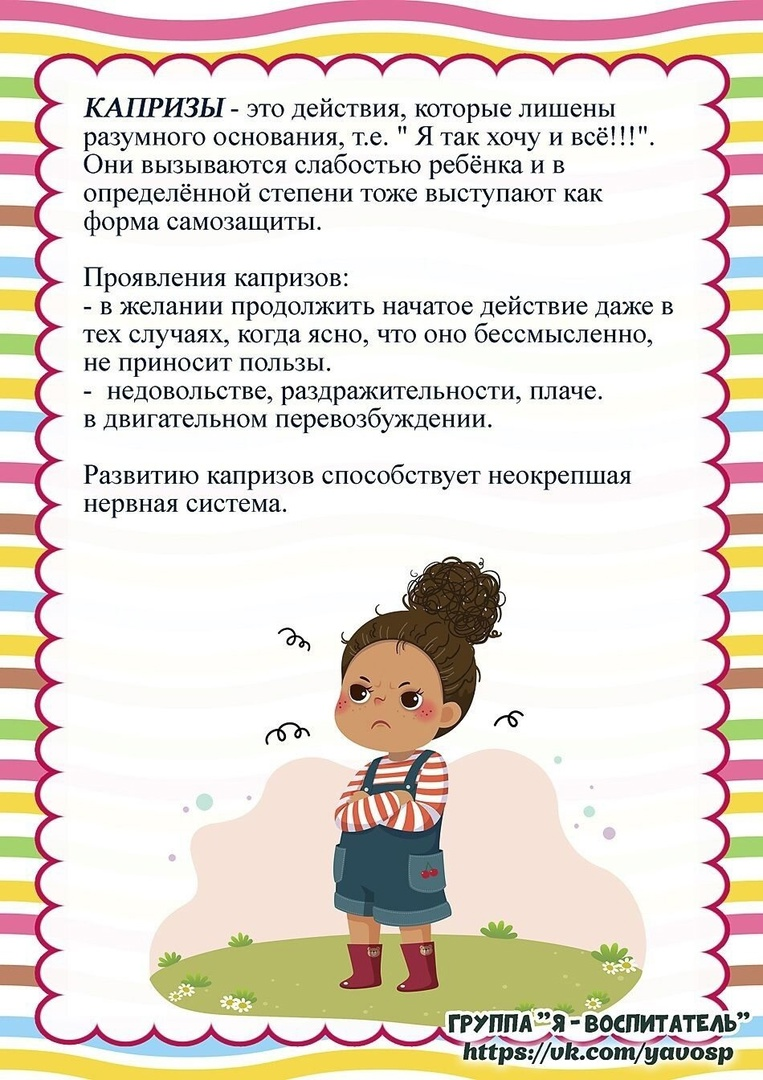 КАПРИЗЫ - это действия, которые лишены
разумного основания, т.е. " Я так хочу и всё!!!".
Они вызываются слабостью ребёнка и в
определённой степени тоже выступают как
форма самозащиты.
Проявления капризов:
- в желании продолжить начатое действие даже в
тех случаях, когда ясно, что оно бессмысленно,
не приносит пользы.
- недовольстве, раздражительности, плаче.
в двигательном перевозбуждении.
Развитию капризов способствует неокрепшая
нервная система.
ГРУППА "Я - ВОСПИТАТЕЛЬ"
https://vk.com/yavosp